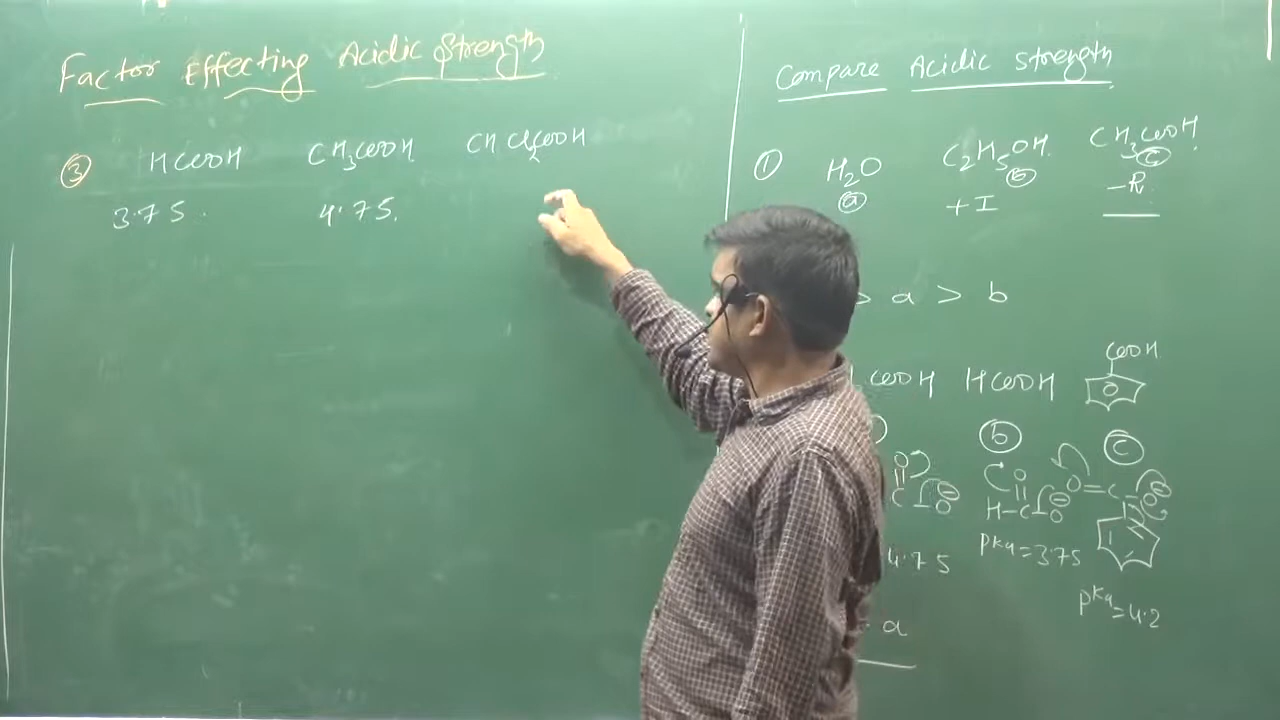 Factor Effecting Acidic Strength
③ HCOOH CH₃COOH CHCl₂COOH
3.75. 4.75.
Compare Acidic strength
① H₂O C₂H₅OH. CH₃COOH.
ⓐ ⓑ ⓒ
+I -R.
> a > b
COOH
COOH HCOOH
ⓑ ⓒ
O O
C O⊖ H-C O⊖ O=C O⊖
4.75 pKa=3.75
pKa=4.2
a